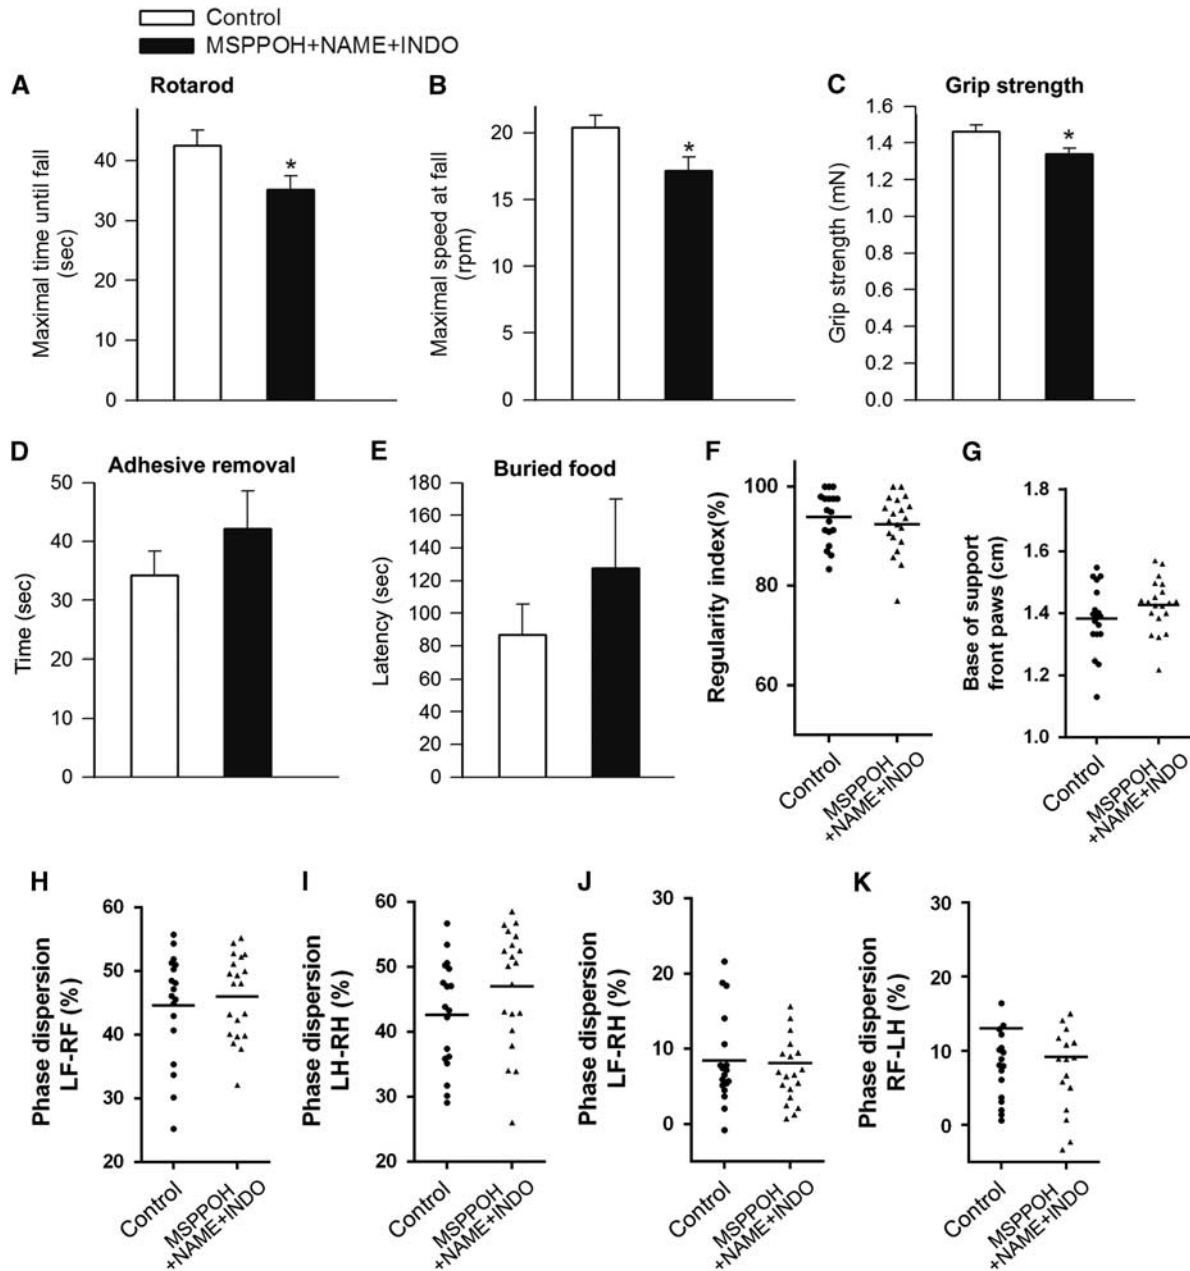 Control
MSPPOH+NAME+INDO
A Rotarod
Maximal time until fall
(sec)
40
30
20
10
0
B
Maximal speed at fall
(rpm)
20
15
10
5
0
C Grip strength
Grip strength (mN)
1.6
1.4
1.2
1.0
0.8
0.6
0.4
0.2
0.0
*
*
*
D Adhesive removal
Time (sec)
50
40
30
20
10
0
E Buried food
Latency (sec)
180
160
140
120
100
80
60
40
20
0
F
Regularity index(%)
100
80
60
Control
MSPPOH
+NAME+INDO
G
Base of support
front paws (cm)
1.8
1.6
1.4
1.2
1.0
Control
MSPPOH
+NAME+INDO
H
Phase dispersion
LF-RF (%)
60
50
40
30
20
Control
MSPPOH
+NAME+INDO
I
Phase dispersion
LH-RH (%)
60
50
40
30
20
Control
MSPPOH
+NAME+INDO
J
Phase dispersion
LF-RH (%)
30
20
10
0
Control
MSPPOH
+NAME+INDO
K
Phase dispersion
RF-LH (%)
30
20
10
0
Control
MSPPOH
+NAME+INDO